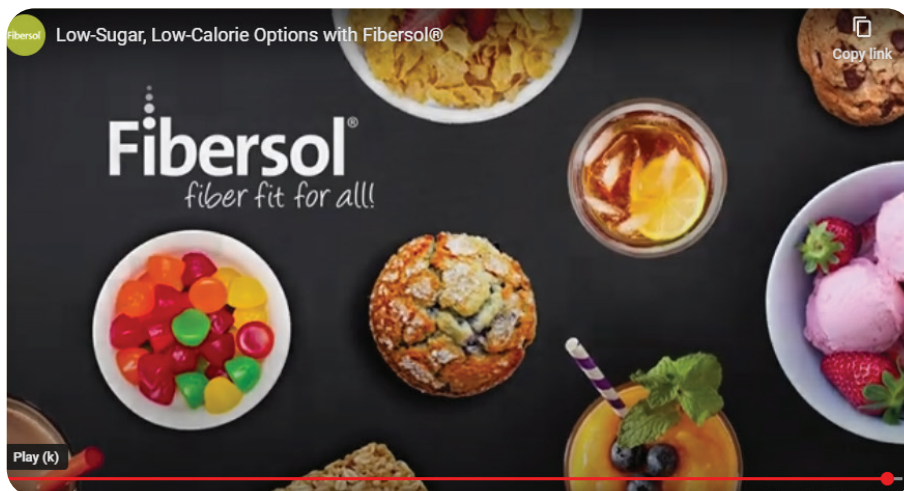 Fibersol
Low-Sugar, Low-Calorie Options with Fibersol®
Copy link
Fibersol®
fiber fit for all!
Play (k)